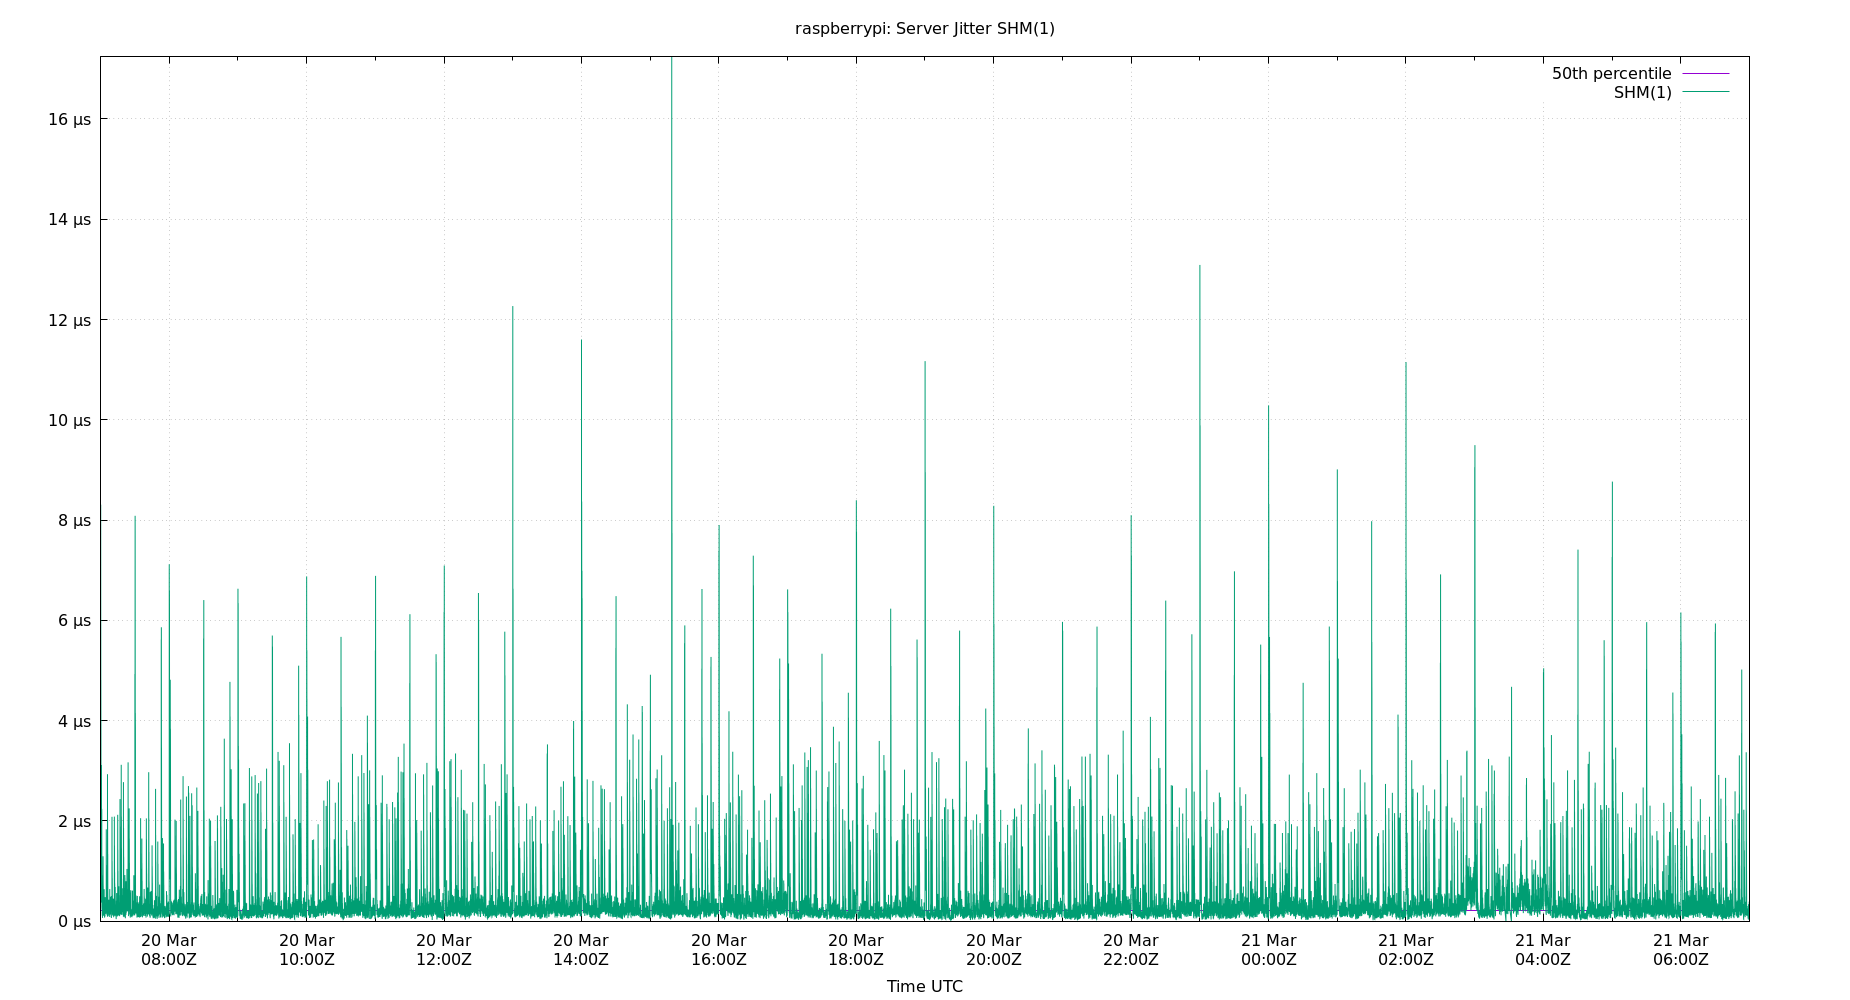 raspberrypi: Server Jitter SHM(1)
50th percentile
SHM(1)
16 µs
14 µs
12 µs
10 µs
8 µs
6 µs
4 µs
2 µs
0 µs
20 Mar 20 Mar 20 Mar 20 Mar 20 Mar 20 Mar 20 Mar 20 Mar 21 Mar 21 Mar 21 Mar 21 Mar
08:00Z 10:00Z 12:00Z 14:00Z 16:00Z 18:00Z 20:00Z 22:00Z 00:00Z 02:00Z 04:00Z 06:00Z
Time UTC